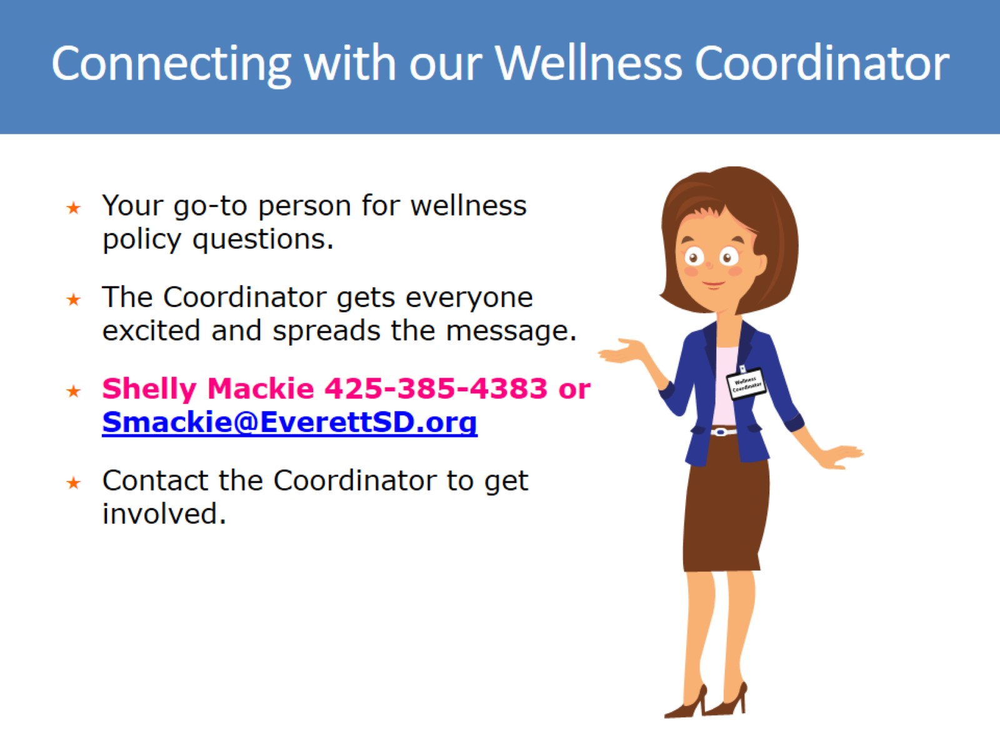 Connecting with our Wellness Coordinator
Your go-to person for wellness
policy questions.
The Coordinator gets everyone
excited and spreads the message.
Shelly Mackie 425-385-4383 or
Smackie@EverettSD.org
Contact the Coordinator to get
involved.
Wellness
Coordinator